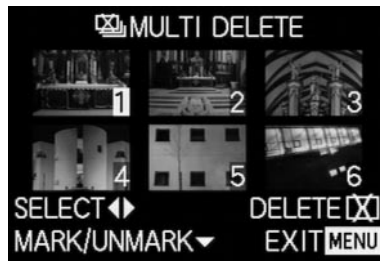 MULTI DELETE
1 2 3
4 5 6
SELECT DELETE
MARK/UNMARK EXIT MENU